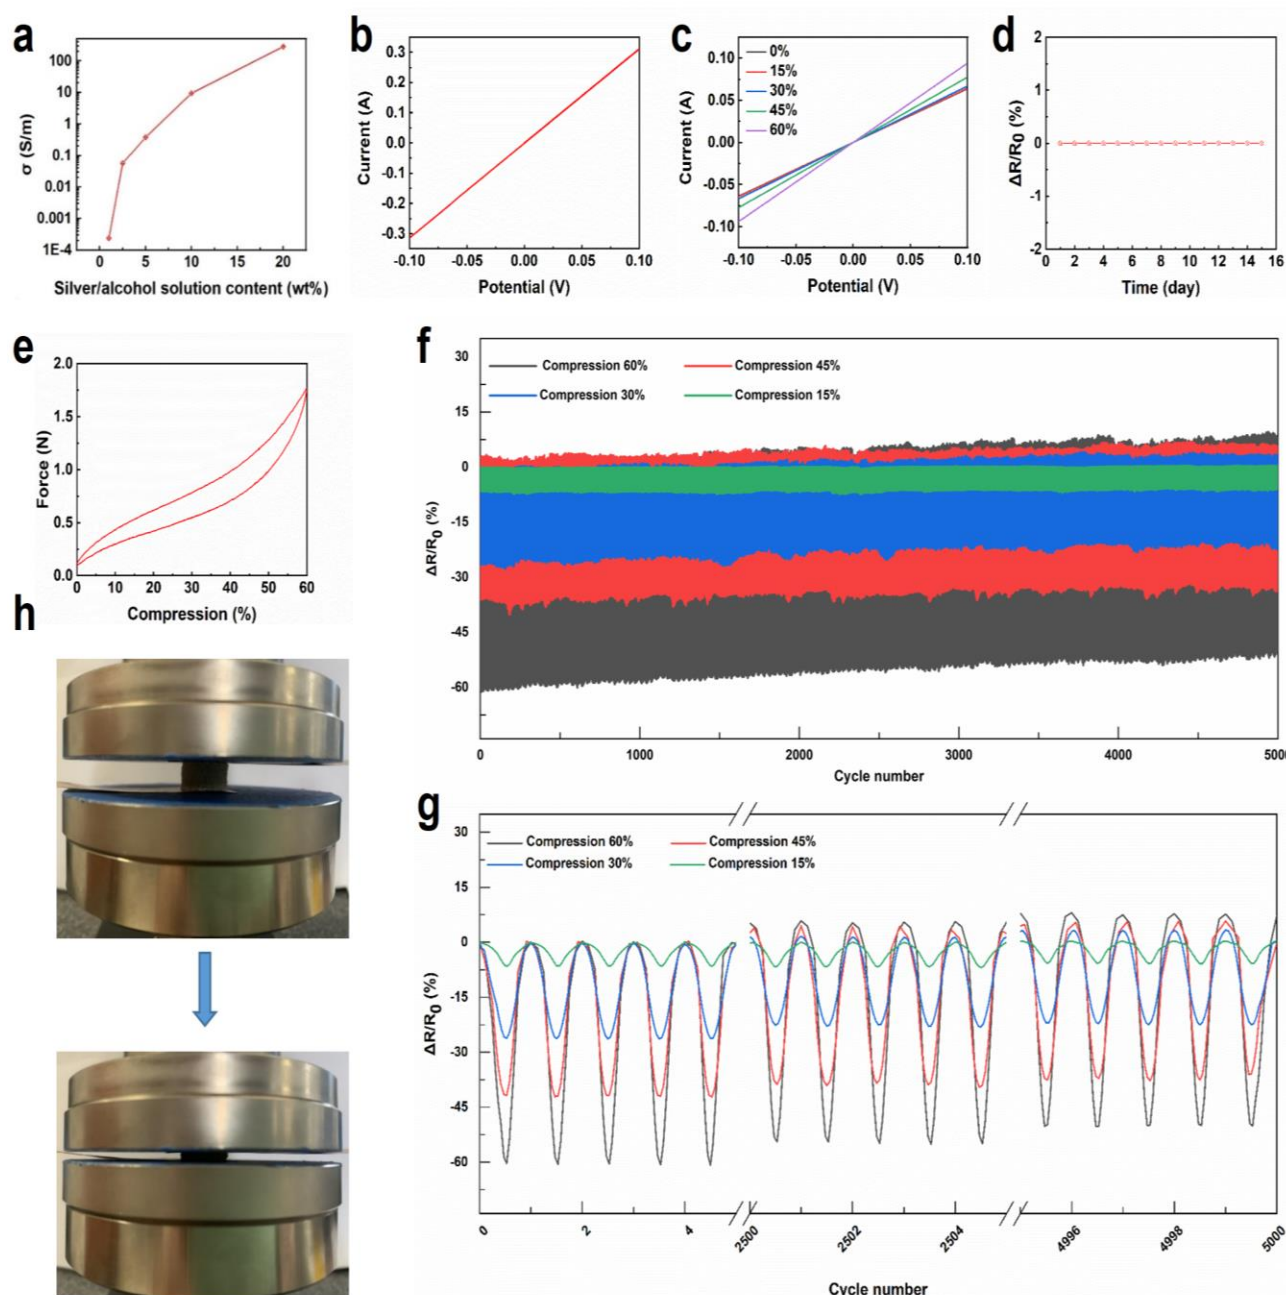 a
100
10
1
0.1
0.01
0.001
1E-4
σ (S/m)
0 5 10 15 20
Silver/alcohol solution content (wt%)
b
0.3
0.2
0.1
0.0
-0.1
-0.2
-0.3
Current (A)
-0.10 -0.05 0.00 0.05 0.10
Potential (V)
c
0%
15%
30%
45%
60%
0.10
0.05
0.00
-0.05
-0.10
Current (A)
-0.10 -0.05 0.00 0.05 0.10
Potential (V)
d
2
1
0
-1
-2
ΔR/R0 (%)
0 2 4 6 8 10 12 14 16
Time (day)
e
2.0
1.5
1.0
0.5
0.0
Force (N)
0 10 20 30 40 50 60
Compression (%)
f
Compression 60% Compression 45%
Compression 30% Compression 15%
30
15
0
-15
-30
-45
-60
ΔR/R0 (%)
0 1000 2000 3000 4000 5000
Cycle number
h
g
Compression 60% Compression 45%
Compression 30% Compression 15%
30
15
0
-15
-30
-45
-60
ΔR/R0 (%)
0 2 4 2500 2502 2504 4996 4998 5000
Cycle number